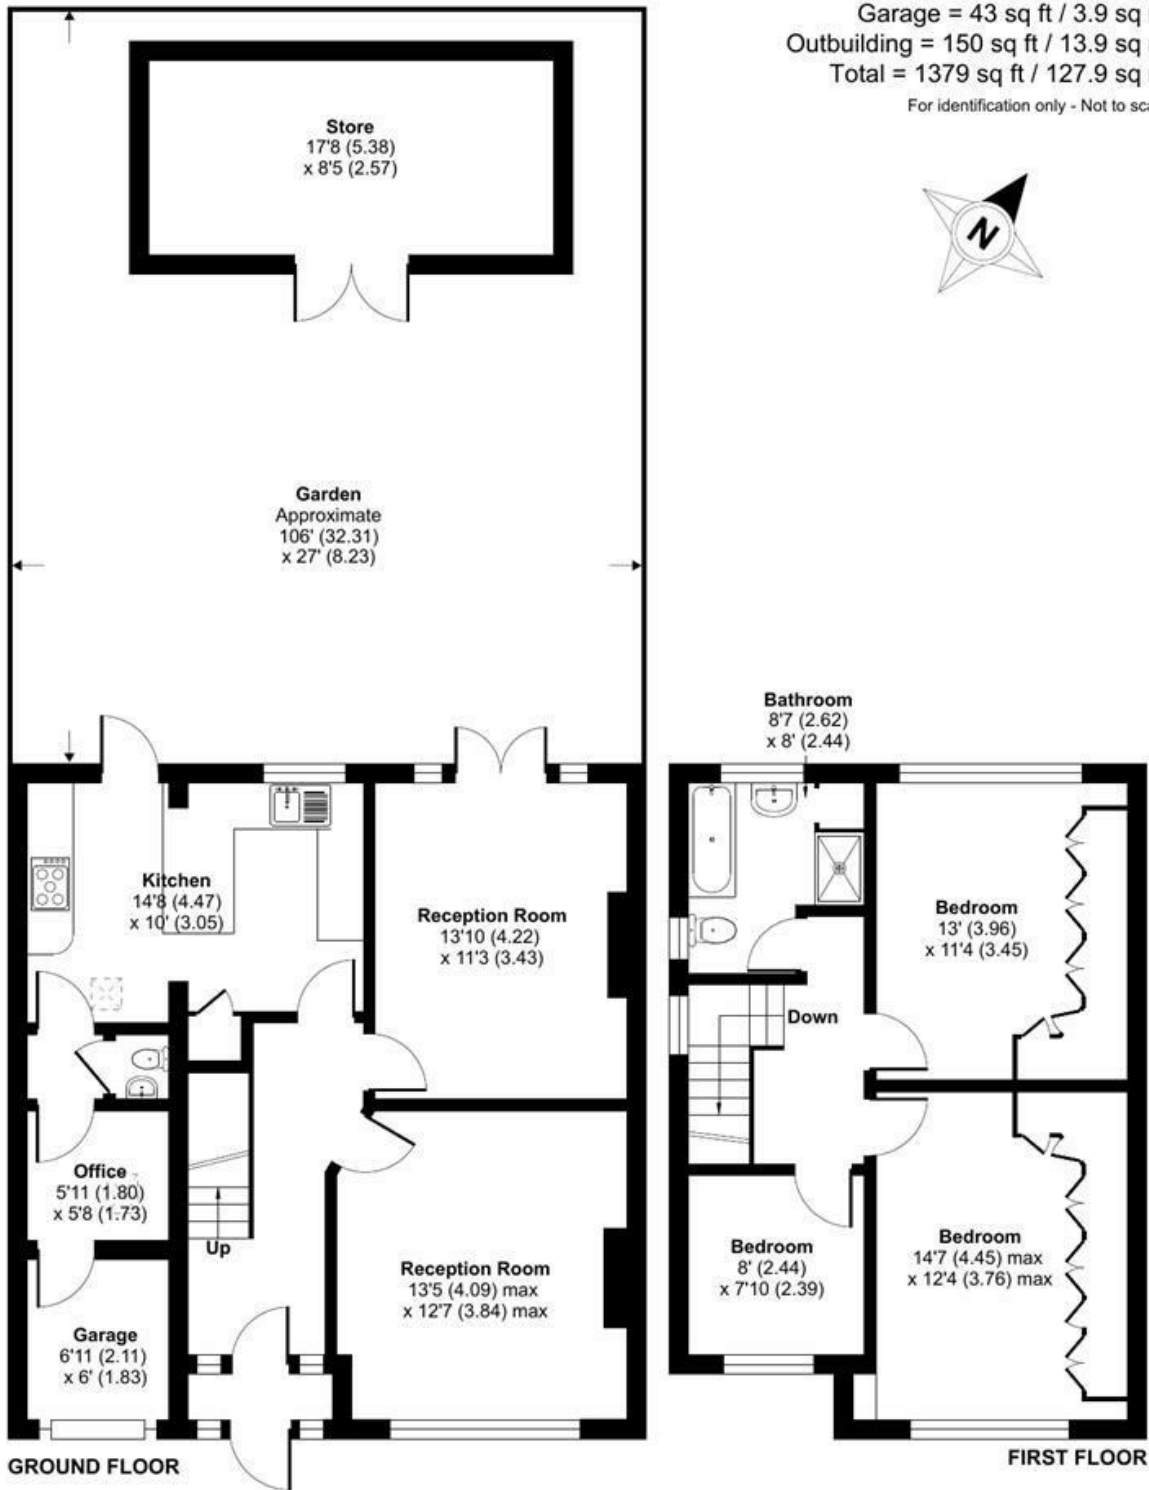 Garage = 43 sq ft / 3.9 sq
Outbuilding = 150 sq ft / 13.9 sq
Total = 1379 sq ft / 127.9 sq
For identification only - Not to sca
N
Store
17'8 (5.38)
x 8'5 (2.57)
Garden
Approximate
106' (32.31)
x 27' (8.23)
Kitchen
14'8 (4.47)
x 10' (3.05)
Reception Room
13'10 (4.22)
x 11'3 (3.43)
Office
5'11 (1.80)
x 5'8 (1.73)
Up
Reception Room
13'5 (4.09) max
x 12'7 (3.84) max
Garage
6'11 (2.11)
x 6' (1.83)
GROUND FLOOR
Bathroom
8'7 (2.62)
x 8' (2.44)
Bedroom
13' (3.96)
x 11'4 (3.45)
Down
Bedroom
8' (2.44)
x 7'10 (2.39)
Bedroom
14'7 (4.45) max
x 12'4 (3.76) max
FIRST FLOOR